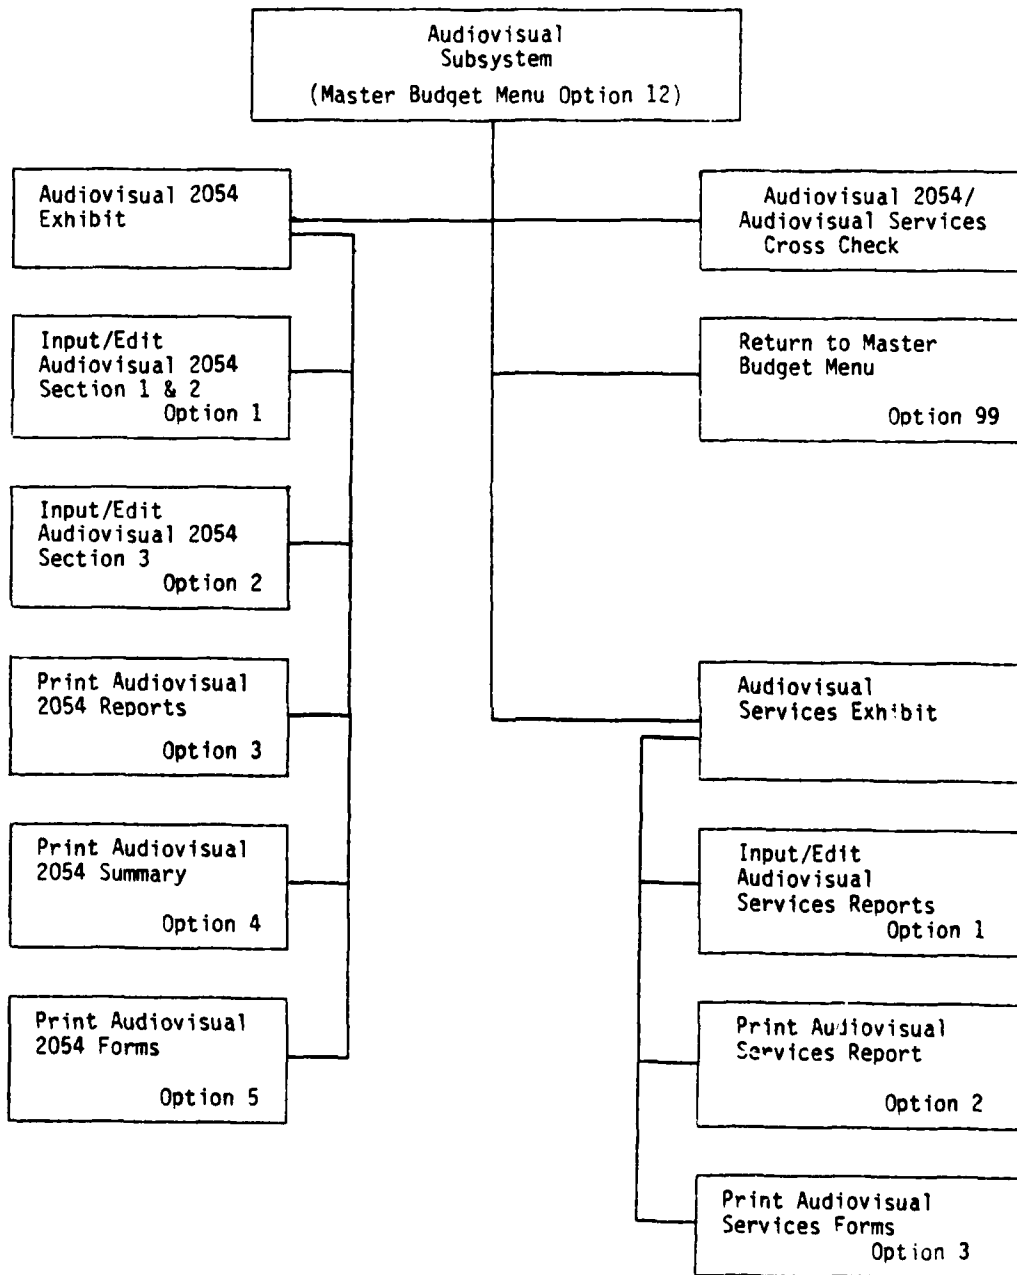 Audiovisual
Subsystem
(Master Budget Menu Option 12)
Audiovisual 2054
Exhibit
Input/Edit
Audiovisual 2054
Section 1 & 2
Option 1
Input/Edit
Audiovisual 2054
Section 3
Option 2
Print Audiovisual
2054 Reports
Option 3
Print Audiovisual
2054 Summary
Option 4
Print Audiovisual
2054 Forms
Option 5
Audiovisual 2054/
Audiovisual Services
Cross Check
Return to Master
Budget Menu
Option 99
Audiovisual
Services Exhibit
Input/Edit
Audiovisual
Services Reports
Option 1
Print Audiovisual
Services Report
Option 2
Print Audiovisual
Services Forms
Option 3